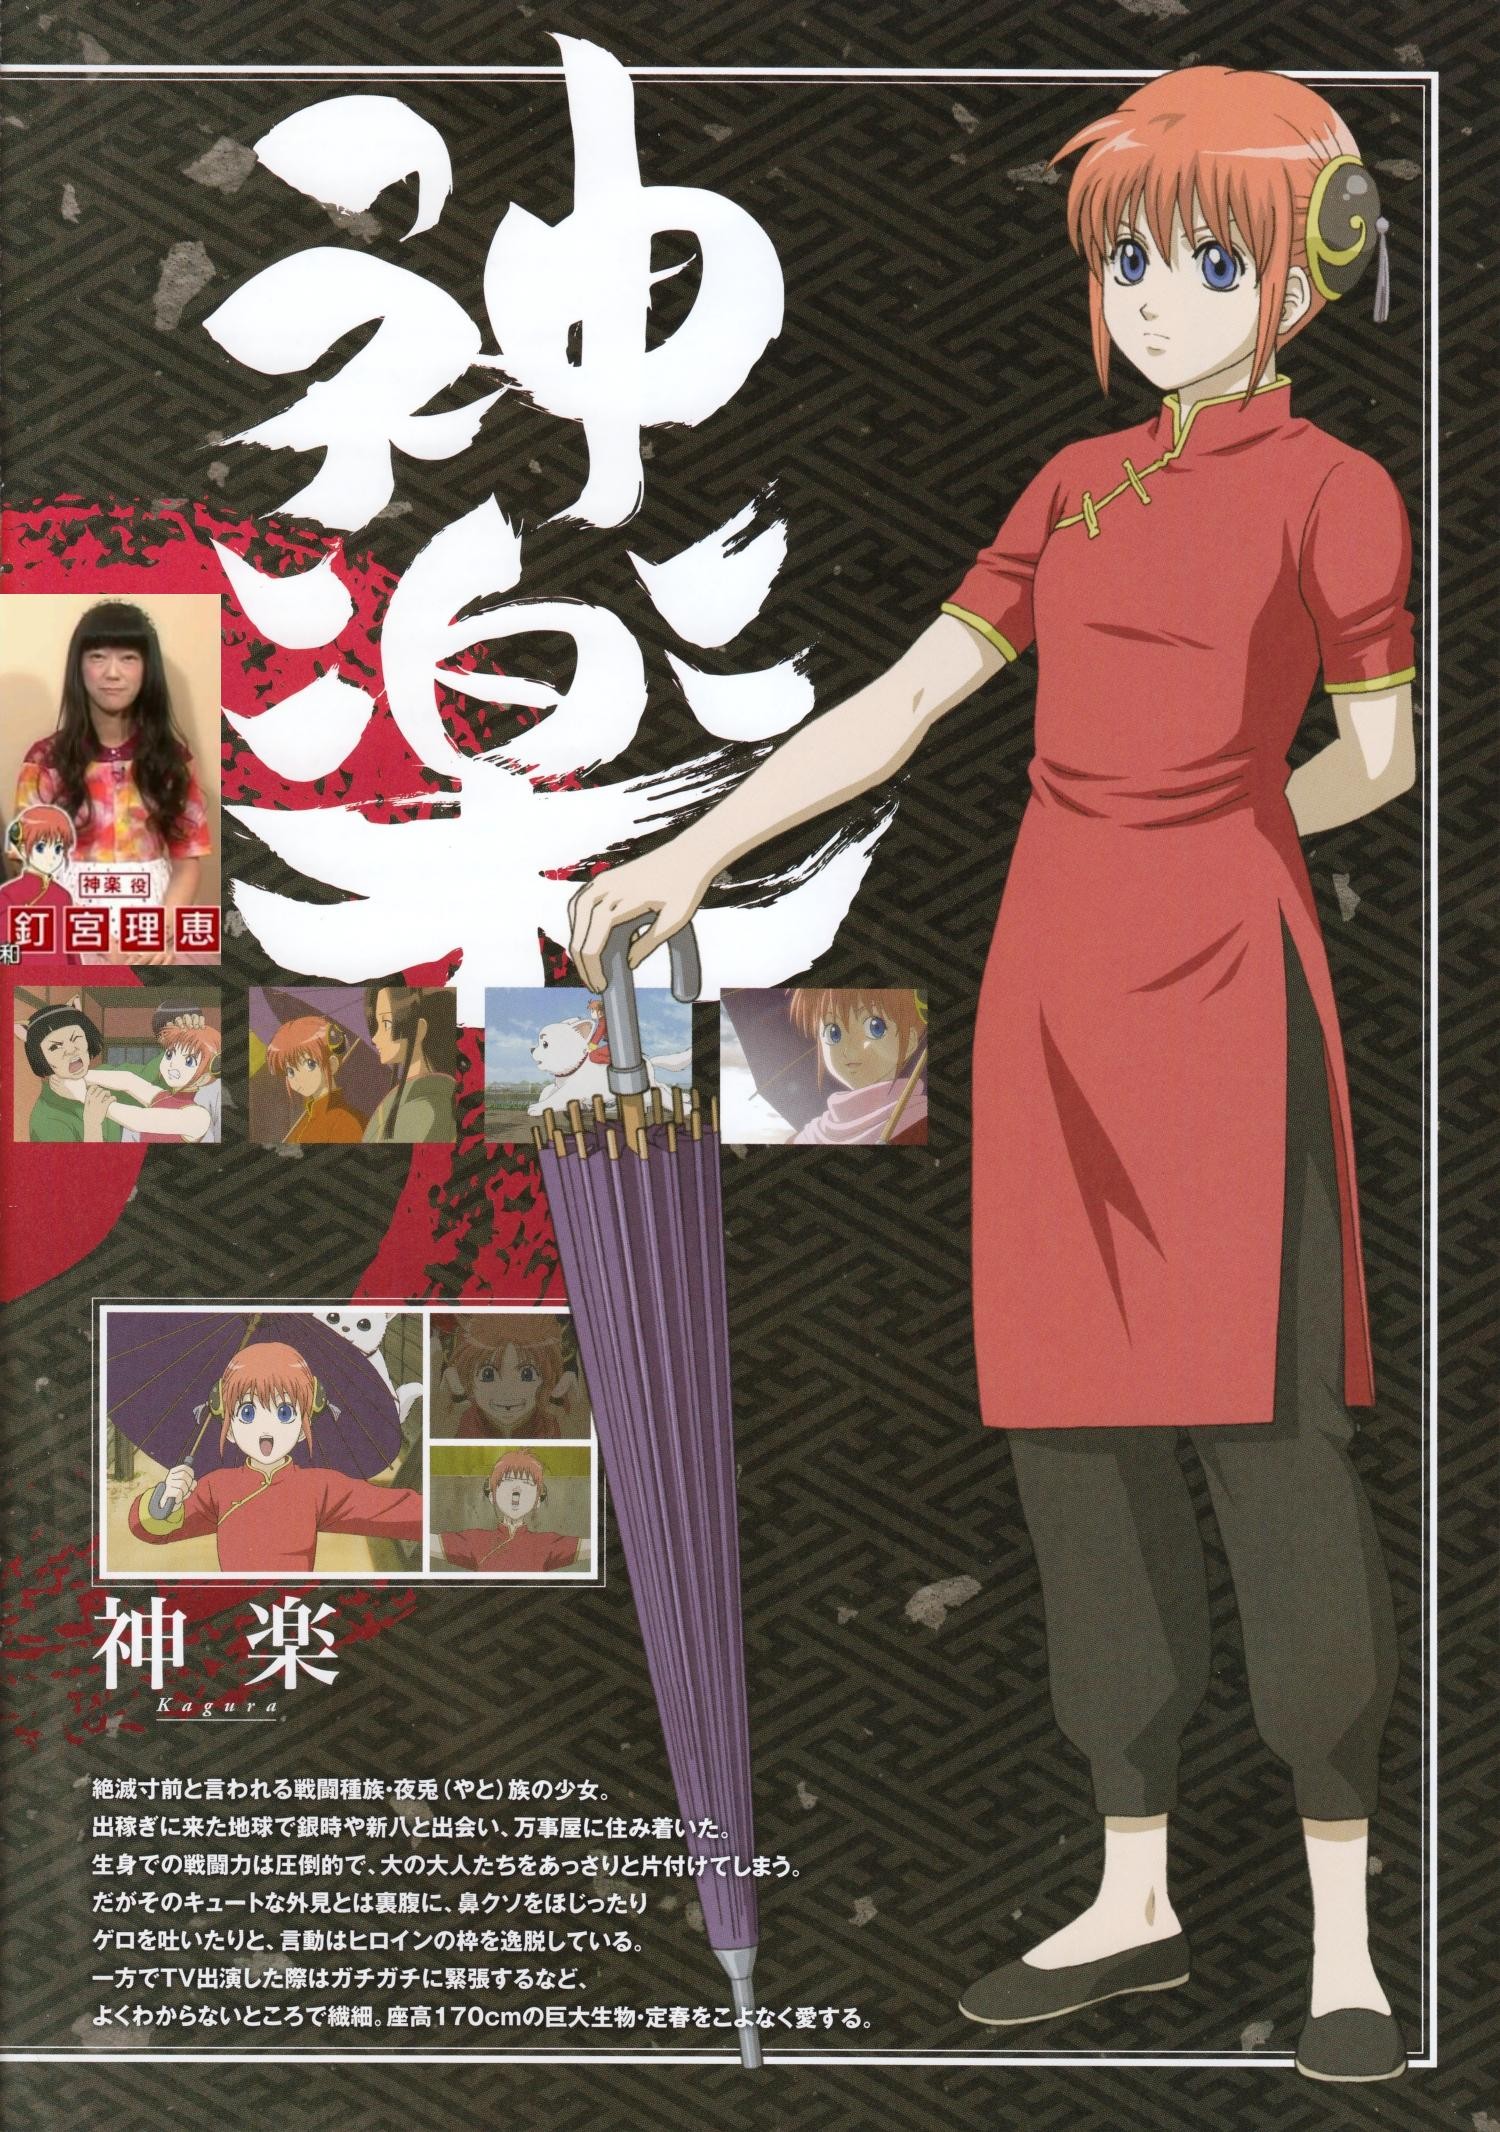 神楽
神楽 役
釘宮理恵
和
神楽
Kagura
絶滅寸前と言われる戦闘種族・夜兎（やと）族の少女。
出稼ぎに来た地球で銀時や新八と出会い、万事屋に住み着いた。
生身での戦闘力は圧倒的で、大の大人たちをあっさりと片付けてしまう。
だがそのキュートな外見とは裏腹に、鼻クソをほじったり
ゲロを吐いたりと、言動はヒロインの枠を逸脱している。
一方でTV出演した際はガチガチに緊張するなど、
よくわからないところで繊細。座高170cmの巨大生物・定春をこよなく愛する。